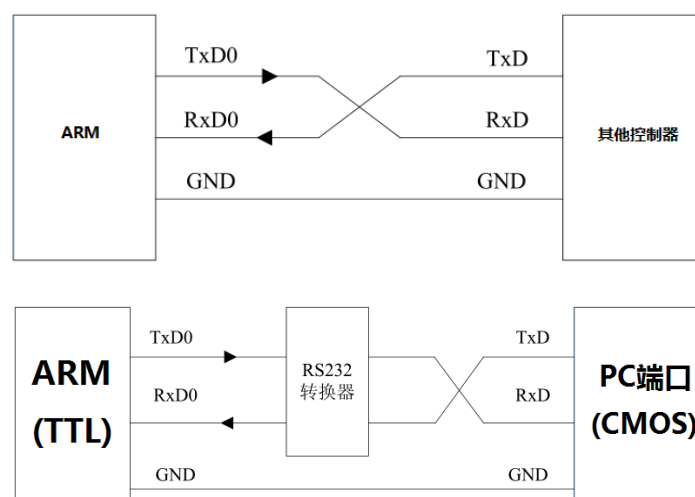 TxD0 TxD
ARM RxD0 RxD 其他控制器
GND GND
TxD0 TxD
ARM RS232 PC端口
(TTL) RxD0 转换器 RxD (CMOS)
GND GND